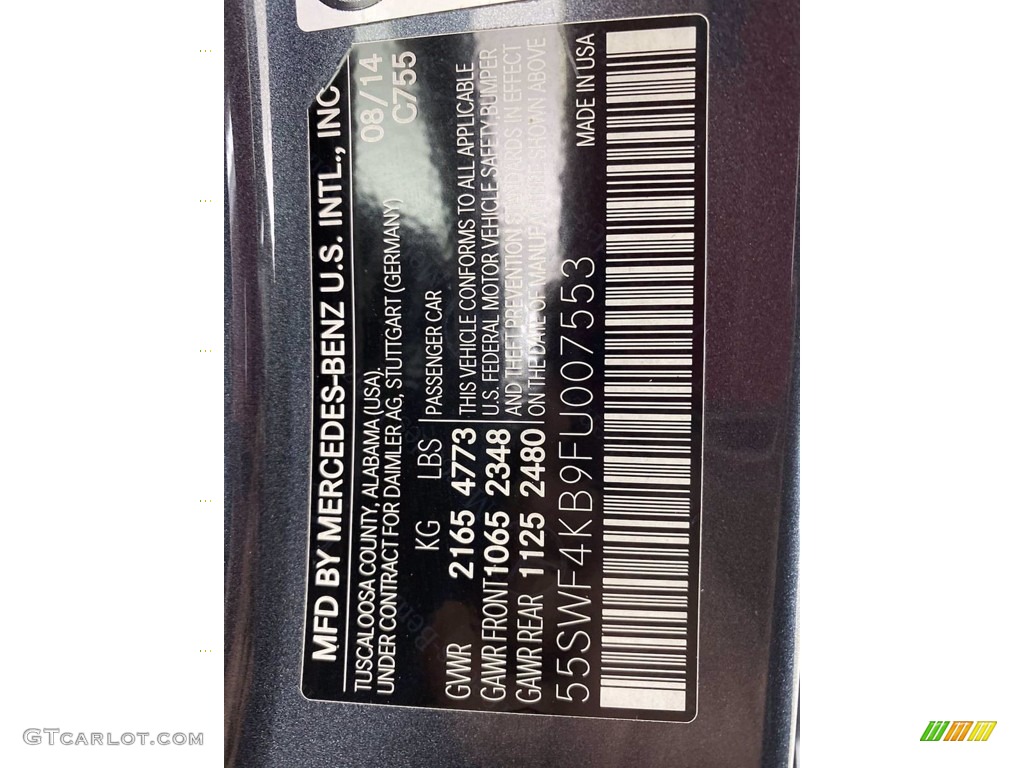 MFD BY MERCEDES-BENZ U.S. INTL., INC
TUSCALOOSA COUNTY, ALABAMA (USA),
UNDER CONTRACT FOR DAIMLER AG, STUTTGART (GERMANY)
08/14
C755
KG LBS
GVWR 2165 4773
GAWR FRONT 1065 2348
GAWR REAR 1125 2480
PASSENGER CAR
THIS VEHICLE CONFORMS TO ALL APPLICABLE
U.S. FEDERAL MOTOR VEHICLE SAFETY, BUMPER
AND THEFT PREVENTION STANDARDS IN EFFECT
ON THE DATE OF MANUFACTURE SHOWN ABOVE
55SWF4KB9FU007553
MADE IN USA
GTcarlot.com